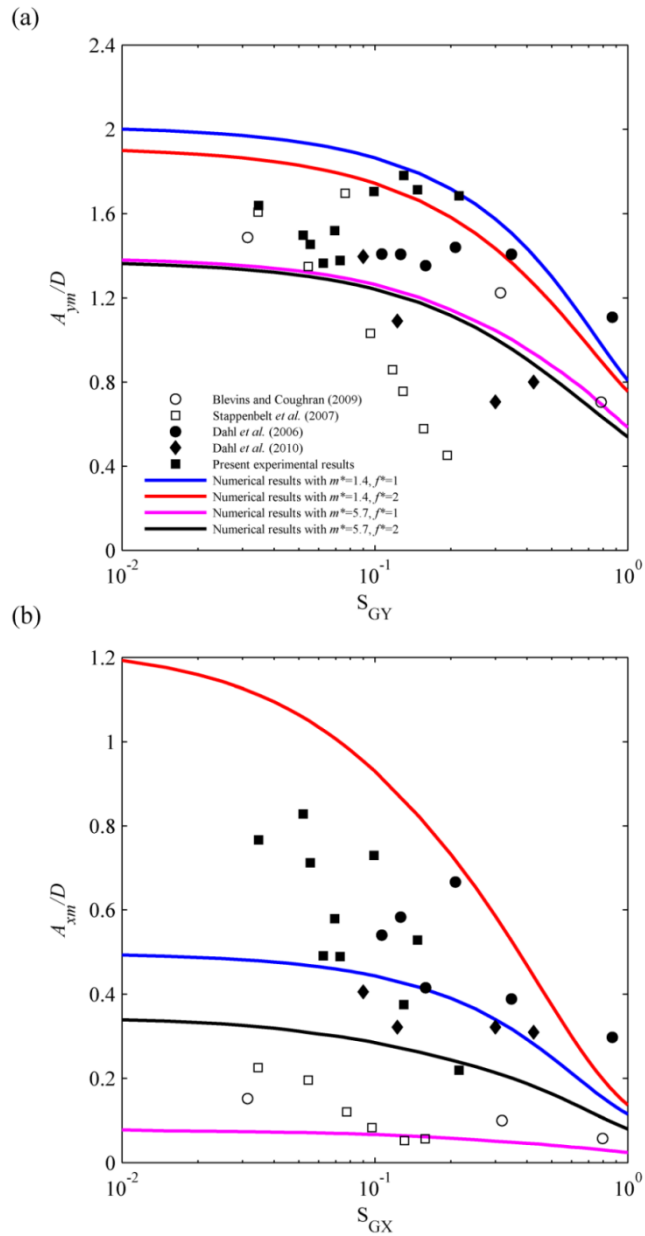 (a)
2.4
2
1.6
1.2
0.8
0.4
0
A_ym/D
Blevins and Coughran (2009)
Stappenbelt et al. (2007)
Dahl et al. (2006)
Dahl et al. (2010)
Present experimental results
Numerical results with m*=1.4, f*=1
Numerical results with m*=1.4, f*=2
Numerical results with m*=5.7, f*=1
Numerical results with m*=5.7, f*=2
10^-2 10^-1 10^0
S_GY
(b)
1.2
1
0.8
0.6
0.4
0.2
0
A_xm/D
10^-2 10^-1 10^0
S_GX